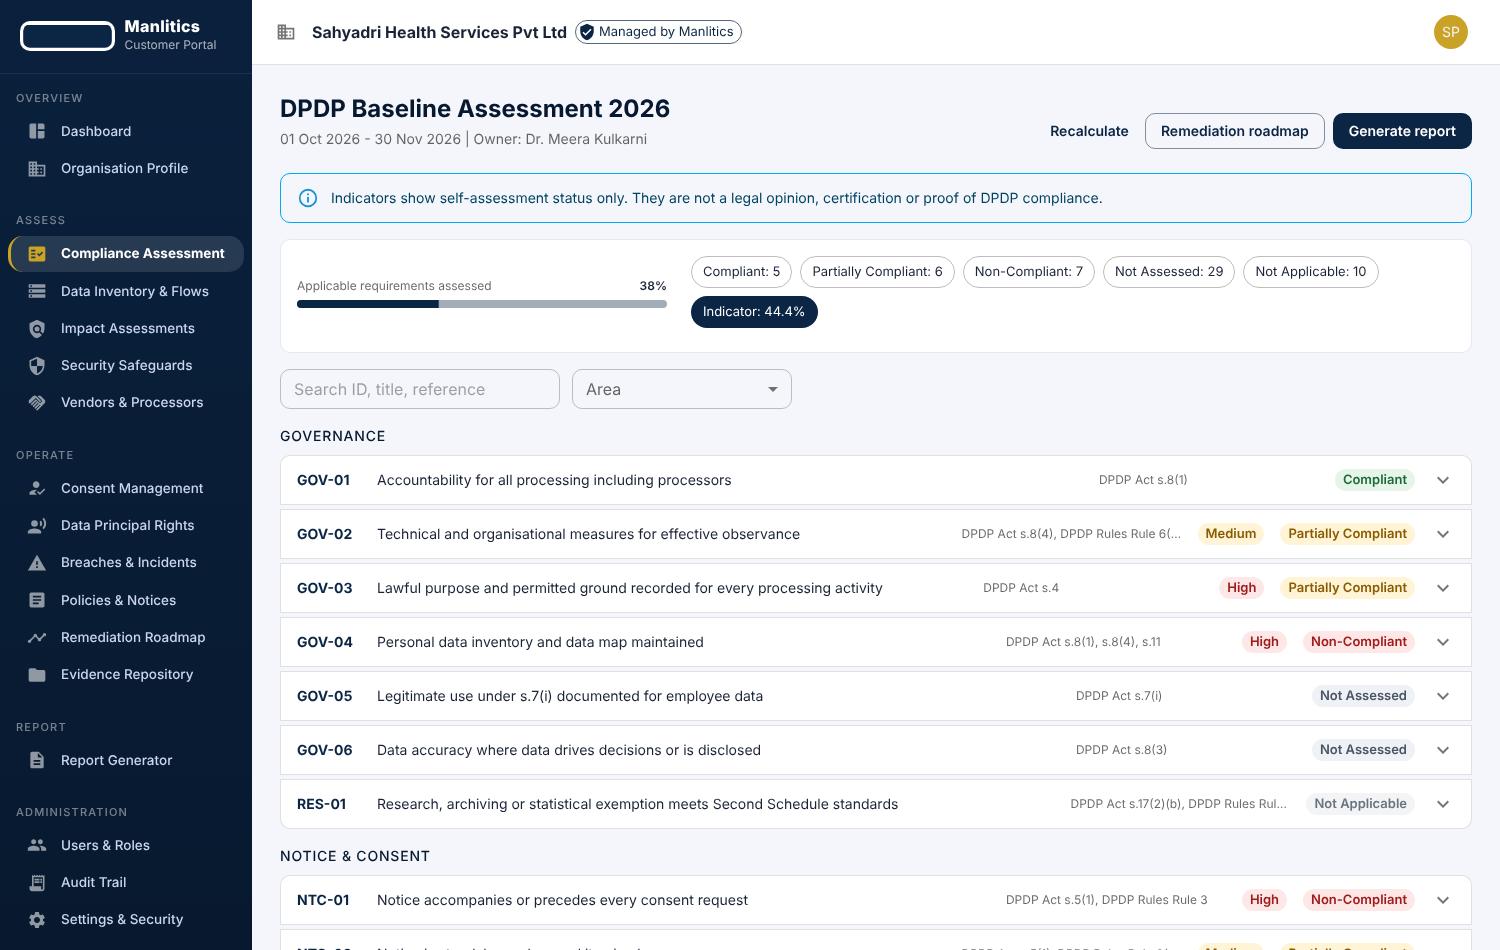 Manlitics
Customer Portal
OVERVIEW
Dashboard
Organisation Profile
ASSESS
Compliance Assessment
Data Inventory & Flows
Impact Assessments
Security Safeguards
Vendors & Processors
OPERATE
Consent Management
Data Principal Rights
Breaches & Incidents
Policies & Notices
Remediation Roadmap
Evidence Repository
REPORT
Report Generator
ADMINISTRATION
Users & Roles
Audit Trail
Settings & Security
Sahyadri Health Services Pvt Ltd Managed by Manlitics
SP
DPDP Baseline Assessment 2026
01 Oct 2026 - 30 Nov 2026 | Owner: Dr. Meera Kulkarni
Recalculate Remediation roadmap Generate report
Indicators show self-assessment status only. They are not a legal opinion, certification or proof of DPDP compliance.
Applicable requirements assessed 38%
Compliant: 5 Partially Compliant: 6 Non-Compliant: 7 Not Assessed: 29 Not Applicable: 10
Indicator: 44.4%
Search ID, title, reference Area
GOVERNANCE
GOV-01 Accountability for all processing including processors DPDP Act s.8(1) Compliant
GOV-02 Technical and organisational measures for effective observance DPDP Act s.8(4), DPDP Rules Rule 6(... Medium Partially Compliant
GOV-03 Lawful purpose and permitted ground recorded for every processing activity DPDP Act s.4 High Partially Compliant
GOV-04 Personal data inventory and data map maintained DPDP Act s.8(1), s.8(4), s.11 High Non-Compliant
GOV-05 Legitimate use under s.7(i) documented for employee data DPDP Act s.7(i) Not Assessed
GOV-06 Data accuracy where data drives decisions or is disclosed DPDP Act s.8(3) Not Assessed
RES-01 Research, archiving or statistical exemption meets Second Schedule standards DPDP Act s.17(2)(b), DPDP Rules Rul... Not Applicable
NOTICE & CONSENT
NTC-01 Notice accompanies or precedes every consent request DPDP Act s.5(1), DPDP Rules Rule 3 High Non-Compliant